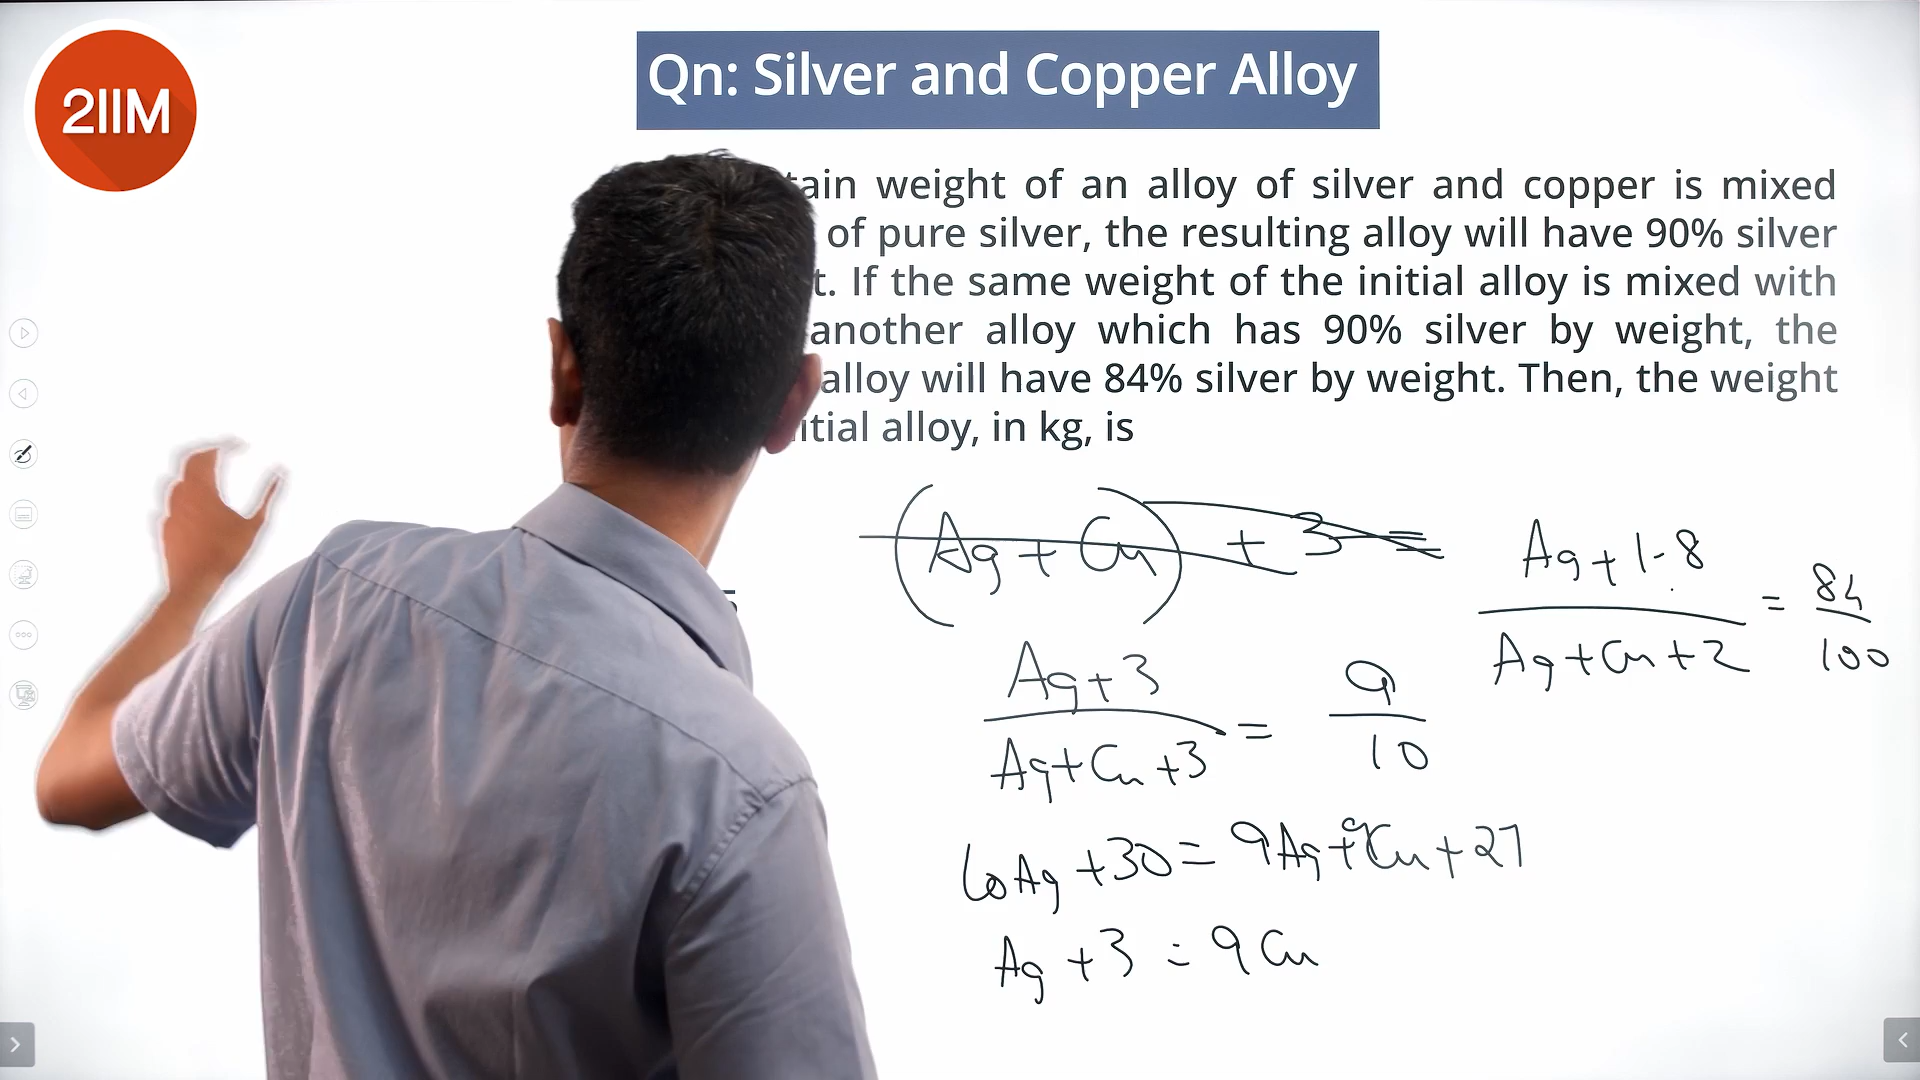 2IIM
Qn: Silver and Copper Alloy
weight of an alloy of silver and copper is mixed
of pure silver, the resulting alloy will have 90% silver
If the same weight of the initial alloy is mixed with
another alloy which has 90% silver by weight, the
alloy will have 84% silver by weight. Then, the weight
alloy, in kg, is
(Ag + Cu) + 3 =
Ag + 1.8 / Ag + Cu + 2 = 84 / 100
Ag + 3 / Ag + Cu + 3 = 9 / 10
10Ag + 30 = 9Ag + 9Cu + 27
Ag + 3 = 9Cu